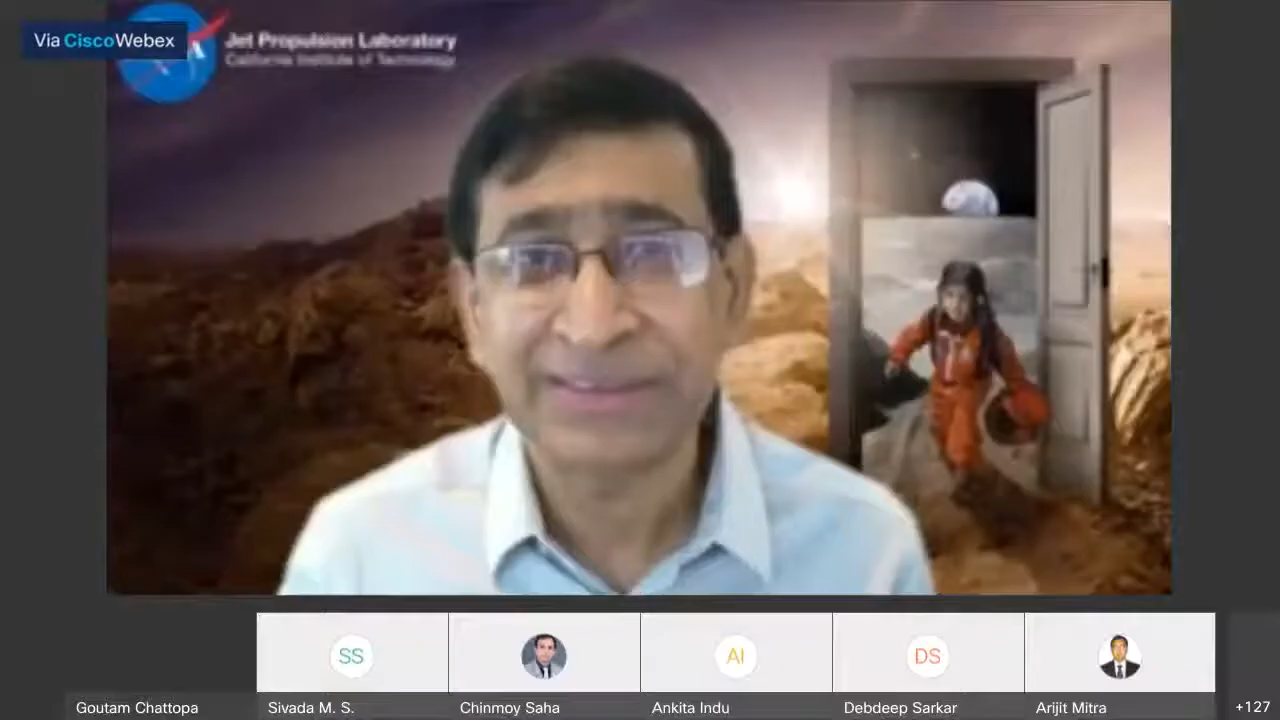 Via CiscoWebex
Jet Propulsion Laboratory
California Institute of Technology
SS
AI
DS
Goutam Chattopa
Sivada M. S.
Chinmoy Saha
Ankita Indu
Debdeep Sarkar
Arijit Mitra
+127